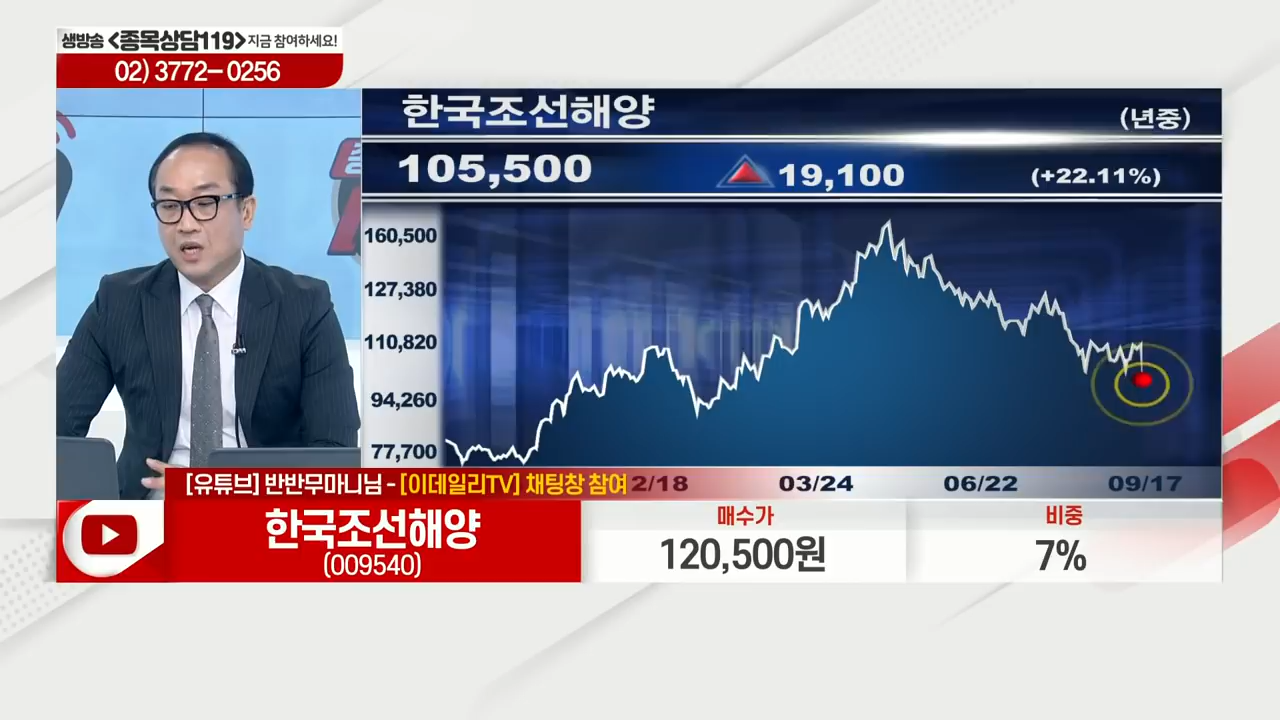 생방송 <종목상담119> 지금 참여하세요!
02) 3772-0256
한국조선해양 (년중)
105,500 ▲ 19,100 (+22.11%)
160,500
127,380
110,820
94,260
77,700
2/18 03/24 06/22 09/17
[유튜브] 반반무마니님 - [이데일리TV] 채팅창 참여
한국조선해양
(009540)
매수가
120,500원
비중
7%